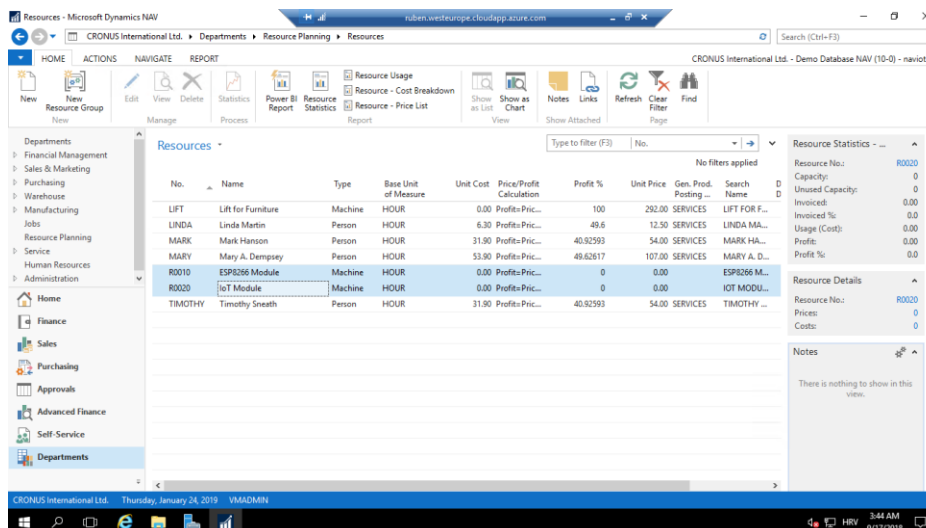 Resources - Microsoft Dynamics NAV
ruben.westeurope.cloudapp.azure.com
CRONUS International Ltd. Departments Resource Planning Resources
Search (Ctrl+F3)
HOME ACTIONS NAVIGATE REPORT
CRONUS International Ltd. - Demo Database NAV (10-0) - naviot
New
New Resource Group
Edit
View
Delete
Statistics
Power BI Report
Resource Statistics
Resource Usage
Resource - Cost Breakdown
Resource - Price List
Show as List
Show as Chart
Notes
Links
Refresh
Clear Filter
Find
New Manage Process Report View Show Attached Page
Departments
Financial Management
Sales & Marketing
Purchasing
Warehouse
Manufacturing
Jobs
Resource Planning
Service
Human Resources
Administration
Home
Finance
Sales
Purchasing
Approvals
Advanced Finance
Self-Service
Departments
Resources
Type to filter (F3) No.
No filters applied
No. Name Type Base Unit of Measure Unit Cost Price/Profit Calculation Profit % Unit Price Gen. Prod. Posting ... Search Name D D
LIFT Lift for Furniture Machine HOUR 0.00 Profit=Pric... 100 292.00 SERVICES LIFT FOR F...
LINDA Linda Martin Person HOUR 6.30 Profit=Pric... 49.6 12.50 SERVICES LINDA MA...
MARK Mark Hanson Person HOUR 31.90 Profit=Pric... 40.92593 54.00 SERVICES MARK HA...
MARY Mary A. Dempsey Person HOUR 53.90 Profit=Pric... 49.62617 107.00 SERVICES MARY A. D...
R0010 ESP8266 Module Machine HOUR 0.00 Profit=Pric... 0 0.00 ESP8266 M...
R0020 IoT Module Machine HOUR 0.00 Profit=Pric... 0 0.00 IOT MODU...
TIMOTHY Timothy Sneath Person HOUR 31.90 Profit=Pric... 40.92593 54.00 SERVICES TIMOTHY ...
Resource Statistics - ...
Resource No.: R0020
Capacity: 0
Unused Capacity: 0
Invoiced: 0.00
Invoiced %: 0.0
Usage (Cost): 0.00
Profit: 0.00
Profit %: 0.0
Resource Details
Resource No.: R0020
Prices: 0
Costs: 0
Notes
There is nothing to show in this view.
CRONUS International Ltd. Thursday, January 24, 2019 VMADMIN
HRV
3:44 AM
9/17/2018